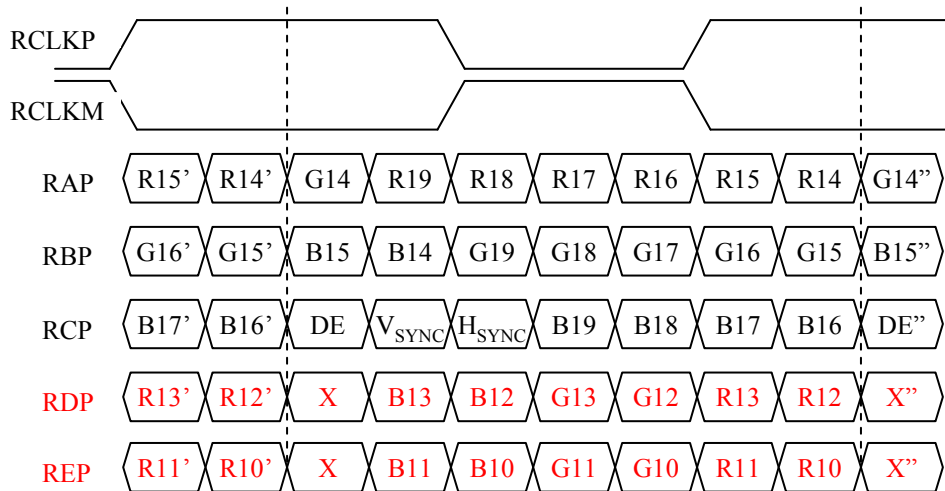 RCLKP
RCLKM
RAP R15’ R14’ G14 R19 R18 R17 R16 R15 R14 G14”
RBP G16’ G15’ B15 B14 G19 G18 G17 G16 G15 B15”
RCP B17’ B16’ DE VSYNC HSYNC B19 B18 B17 B16 DE”
RDP R13’ R12’ X B13 B12 G13 G12 R13 R12 X”
REP R11’ R10’ X B11 B10 G11 G10 R11 R10 X”